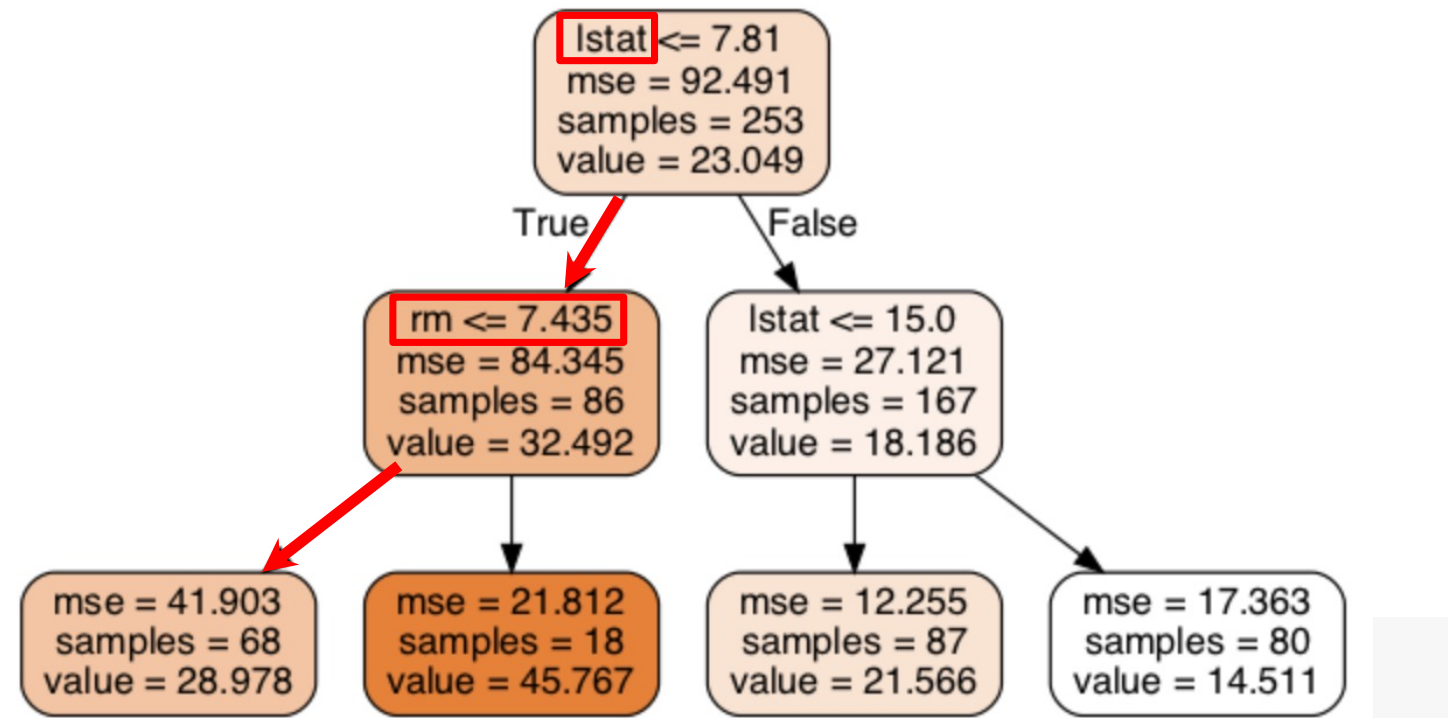 lstat <= 7.81
mse = 92.491
samples = 253
value = 23.049
True
False
rm <= 7.435
mse = 84.345
samples = 86
value = 32.492
lstat <= 15.0
mse = 27.121
samples = 167
value = 18.186
mse = 41.903
samples = 68
value = 28.978
mse = 21.812
samples = 18
value = 45.767
mse = 12.255
samples = 87
value = 21.566
mse = 17.363
samples = 80
value = 14.511